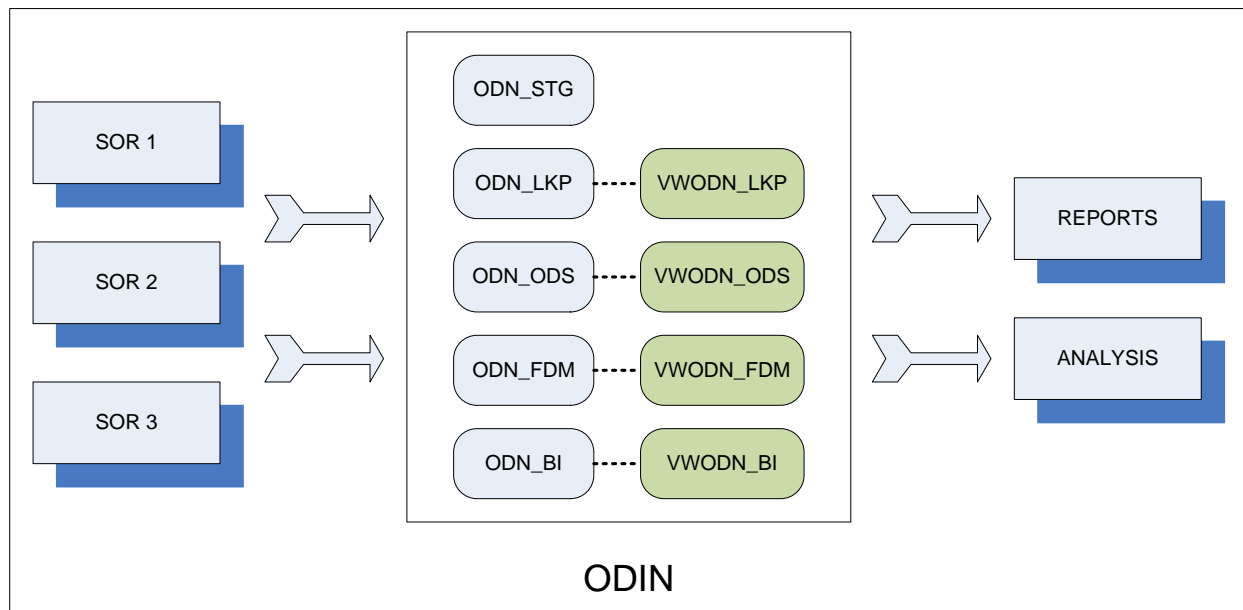 SOR 1
SOR 2
SOR 3
ODN_STG
ODN_LKP
VWODN_LKP
ODN_ODS
VWODN_ODS
ODN_FDM
VWODN_FDM
ODN_BI
VWODN_BI
REPORTS
ANALYSIS
ODIN